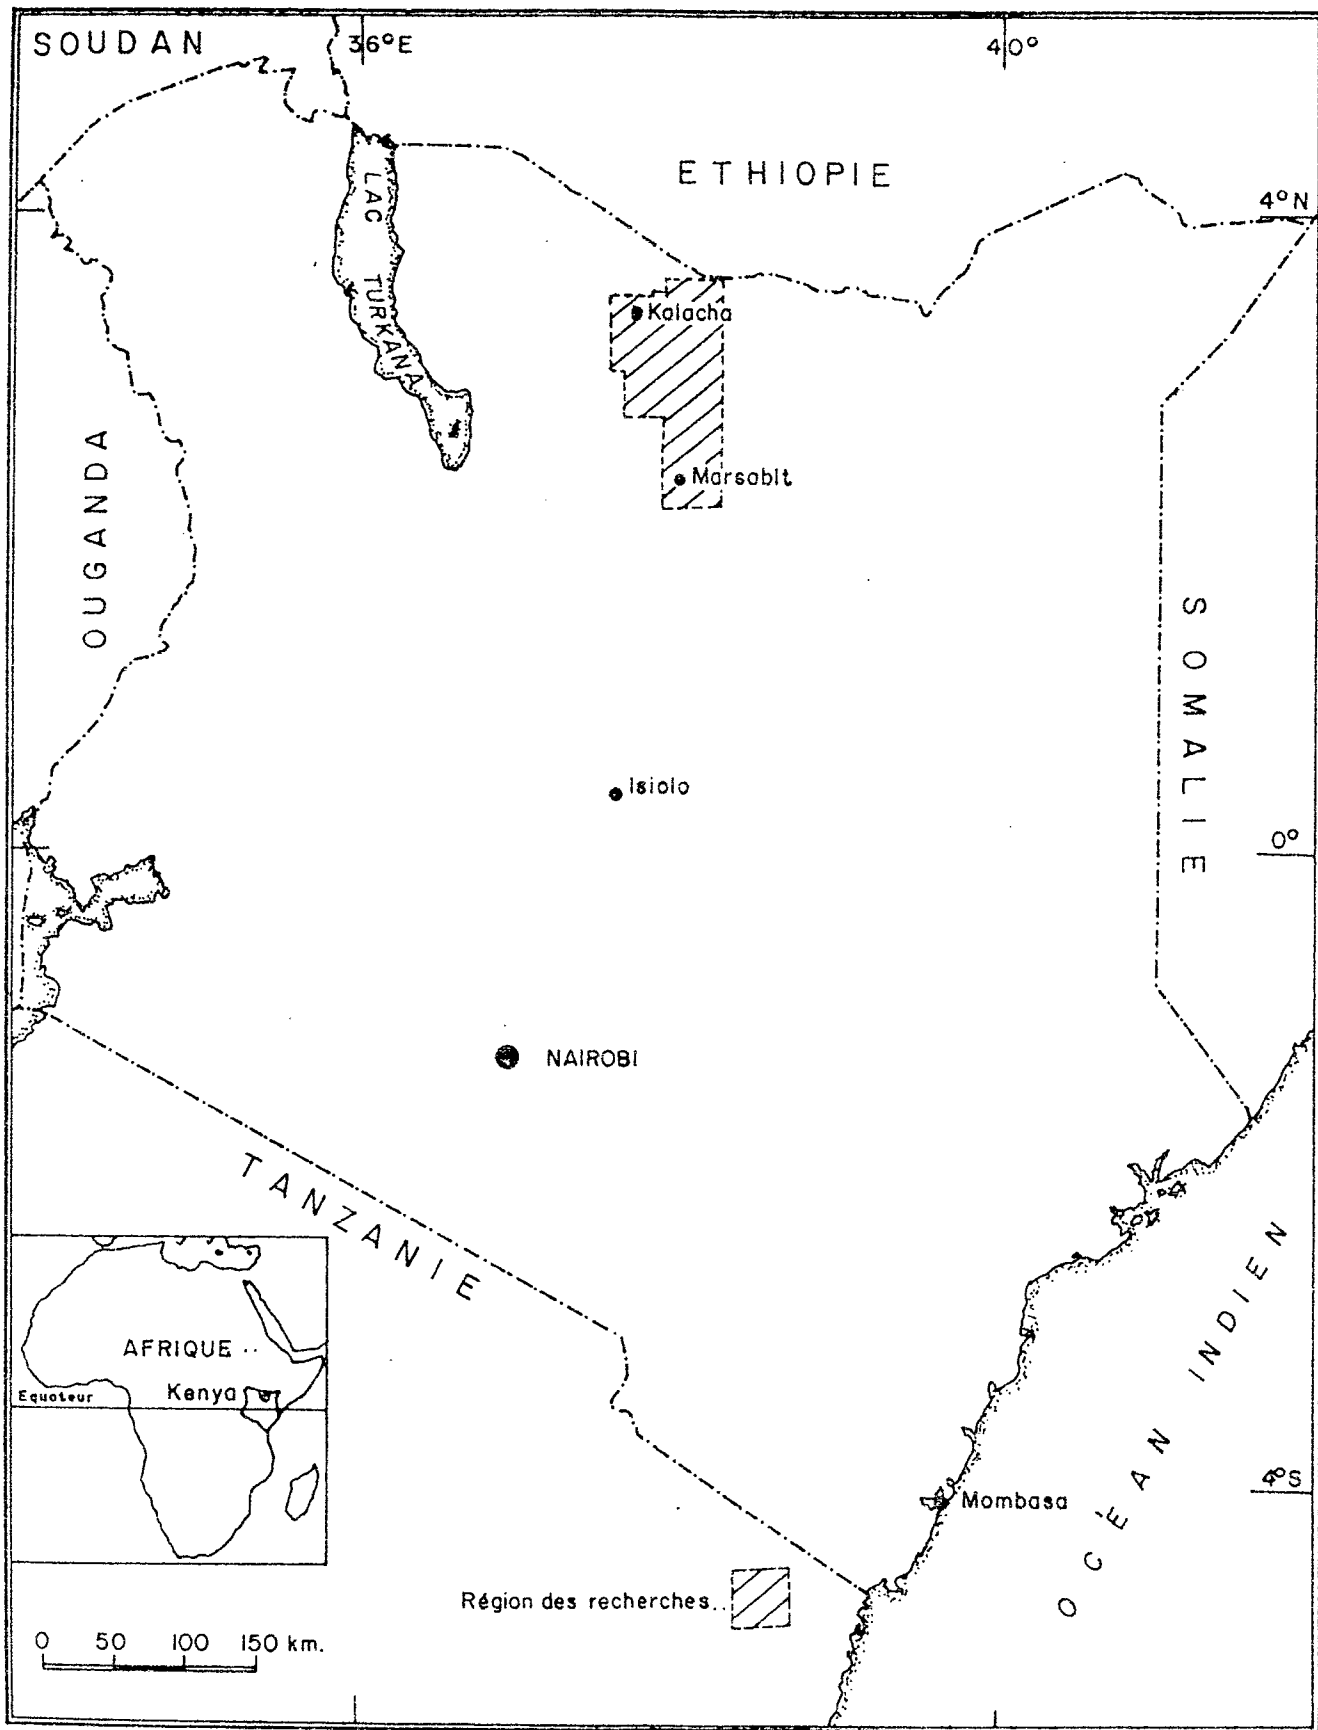 SOUDAN
36°E
40°
ETHIOPIE
4°N
LAC TURKANA
Kalacha
Marsabit
OUGANDA
SOMALIE
Isiolo
0°
NAIROBI
TANZANIE
OCÉAN INDIEN
AFRIQUE ..
Kenya
Equateur
4°S
Mombasa
Région des recherches..
0 50 100 150 km.